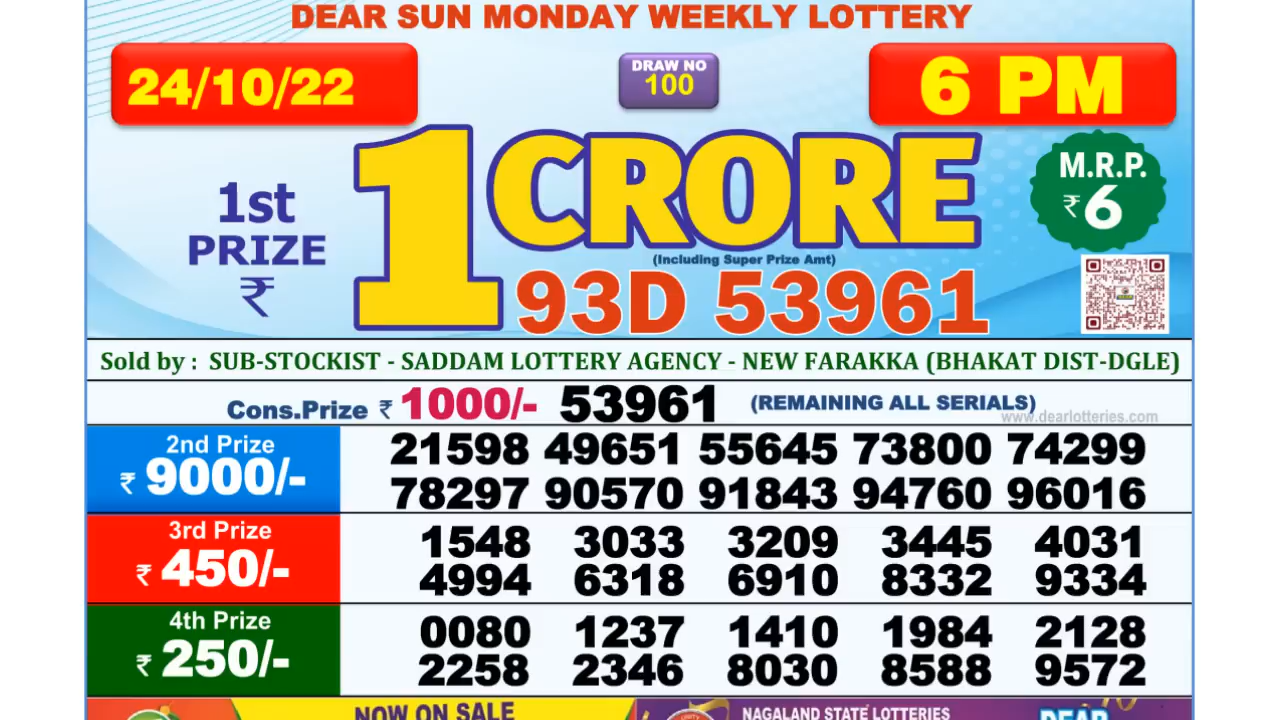 DEAR SUN MONDAY WEEKLY LOTTERY
24/10/22
DRAW NO
100
6 PM
1st
PRIZE
₹
1 CRORE
(Including Super Prize Amt)
93D 53961
M.R.P.
₹ 6
Sold by : SUB-STOCKIST - SADDAM LOTTERY AGENCY - NEW FARAKKA (BHAKAT DIST-DGLE)
Cons.Prize ₹ 1000/- 53961 (REMAINING ALL SERIALS)
www.dearlotteries.com
2nd Prize
₹ 9000/-
21598 49651 55645 73800 74299
78297 90570 91843 94760 96016
3rd Prize
₹ 450/-
1548 3033 3209 3445 4031
4994 6318 6910 8332 9334
4th Prize
₹ 250/-
0080 1237 1410 1984 2128
2258 2346 8030 8588 9572
NOW ON SALE
NAGALAND STATE LOTTERIES
DEAR